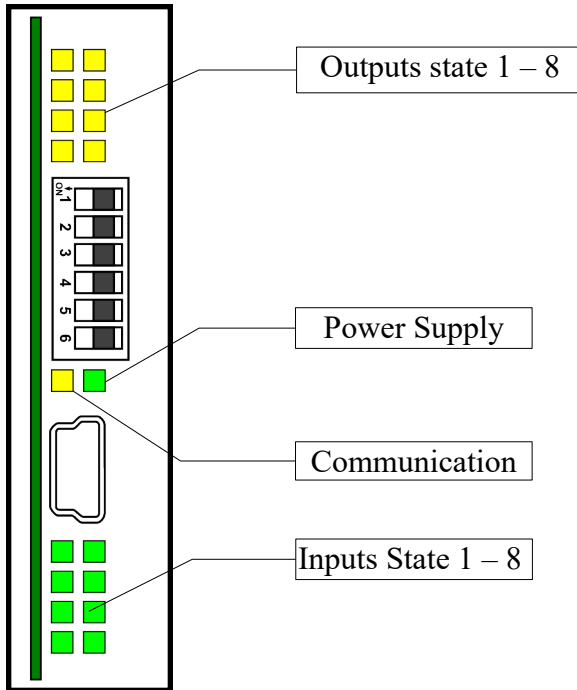 Outputs state 1 – 8
ON
1
2
3
4
5
6
Power Supply
Communication
Inputs State 1 – 8